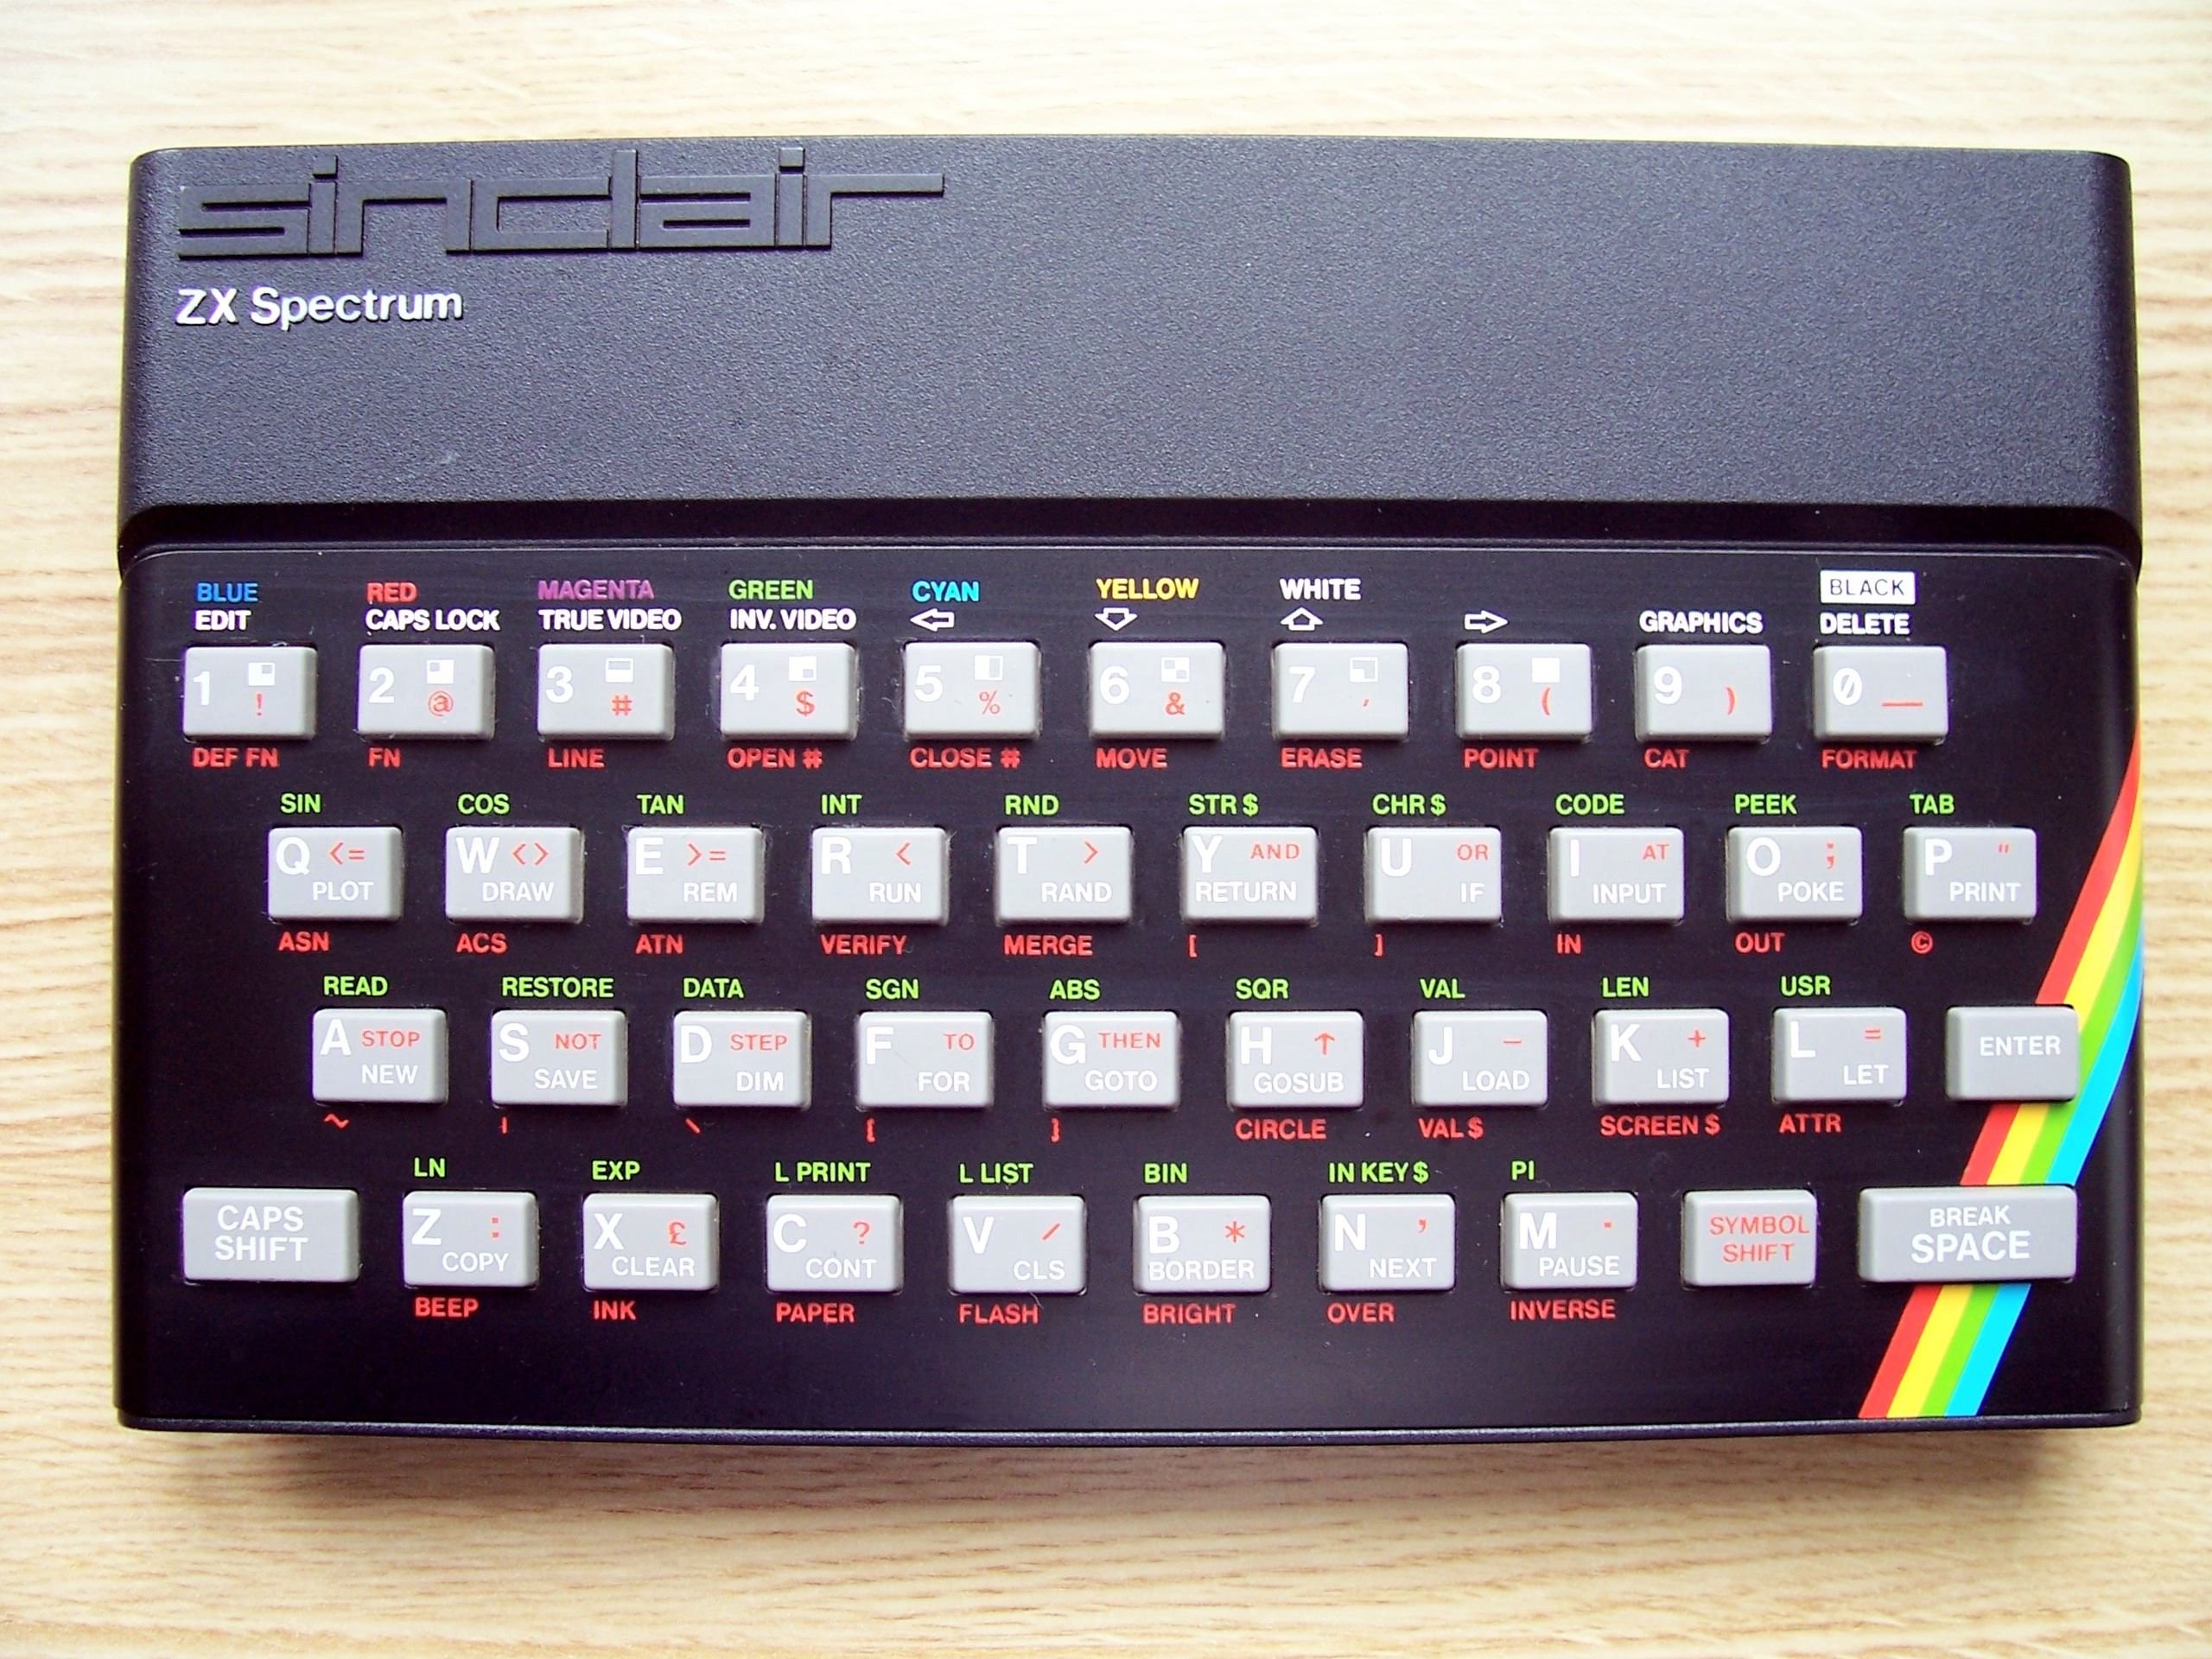 sinclair
ZX Spectrum
BLUE RED MAGENTA GREEN CYAN YELLOW WHITE BLACK
EDIT CAPS LOCK TRUE VIDEO INV. VIDEO ⇦ ⇩ ⇧ ⇨ GRAPHICS DELETE
1 ! 2 @ 3 # 4 $ 5 % 6 & 7 ' 8 ( 9 ) 0 _
DEF FN FN LINE OPEN # CLOSE # MOVE ERASE POINT CAT FORMAT
SIN COS TAN INT RND STR $ CHR $ CODE PEEK TAB
Q <= W <> E >= R < T > Y AND U OR I AT O ; P "
PLOT DRAW REM RUN RAND RETURN IF INPUT POKE PRINT
ASN ACS ATN VERIFY MERGE [ ] IN OUT ©
READ RESTORE DATA SGN ABS SQR VAL LEN USR
A STOP S NOT D STEP F TO G THEN H ↑ J − K + L = ENTER
NEW SAVE DIM FOR GOTO GOSUB LOAD LIST LET
~ | \ { } CIRCLE VAL $ SCREEN $ ATTR
LN EXP L PRINT L LIST BIN IN KEY $ PI
CAPS Z : X £ C ? V / B * N , M . SYMBOL BREAK
SHIFT COPY CLEAR CONT CLS BORDER NEXT PAUSE SHIFT SPACE
BEEP INK PAPER FLASH BRIGHT OVER INVERSE